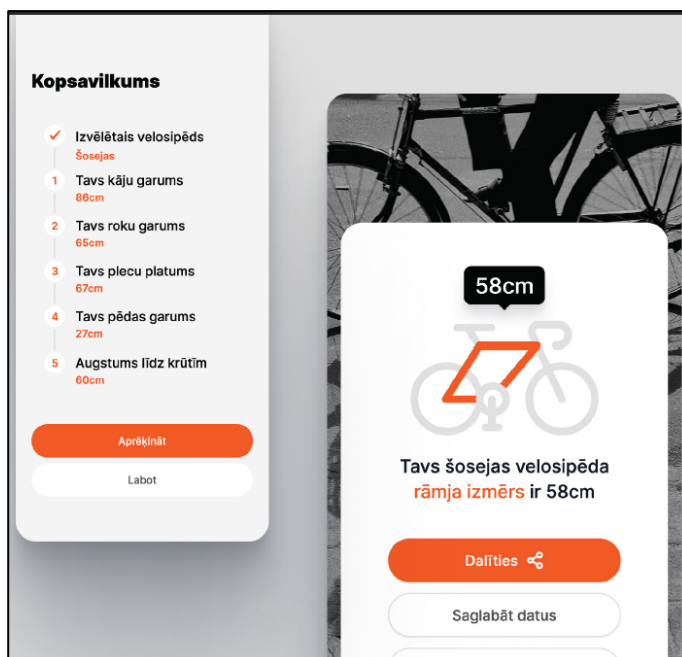 Kopsavilkums
Izvēlētais velosipēds
Šosejas
1 Tavs kāju garums
86cm
2 Tavs roku garums
65cm
3 Tavs plecu platums
67cm
4 Tavs pēdas garums
27cm
5 Augstums līdz krūtīm
60cm
Aprēķināt
Labot
58cm
Tavs šosejas velosipēda
rāmja izmērs ir 58cm
Dalīties
Saglabāt datus